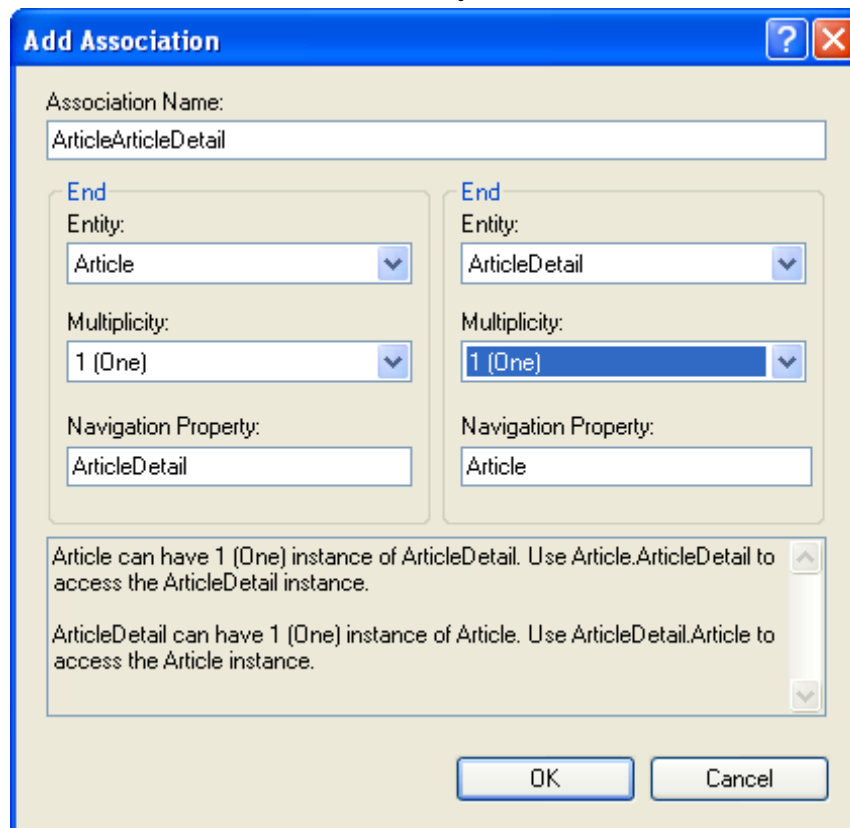 Add Association
Association Name:
ArticleArticleDetail
End
Entity:
Article
Multiplicity:
1 (One)
Navigation Property:
ArticleDetail
End
Entity:
ArticleDetail
Multiplicity:
1 (One)
Navigation Property:
Article
Article can have 1 (One) instance of ArticleDetail. Use Article.ArticleDetail to
access the ArticleDetail instance.
ArticleDetail can have 1 (One) instance of Article. Use ArticleDetail.Article to
access the Article instance.
OK
Cancel